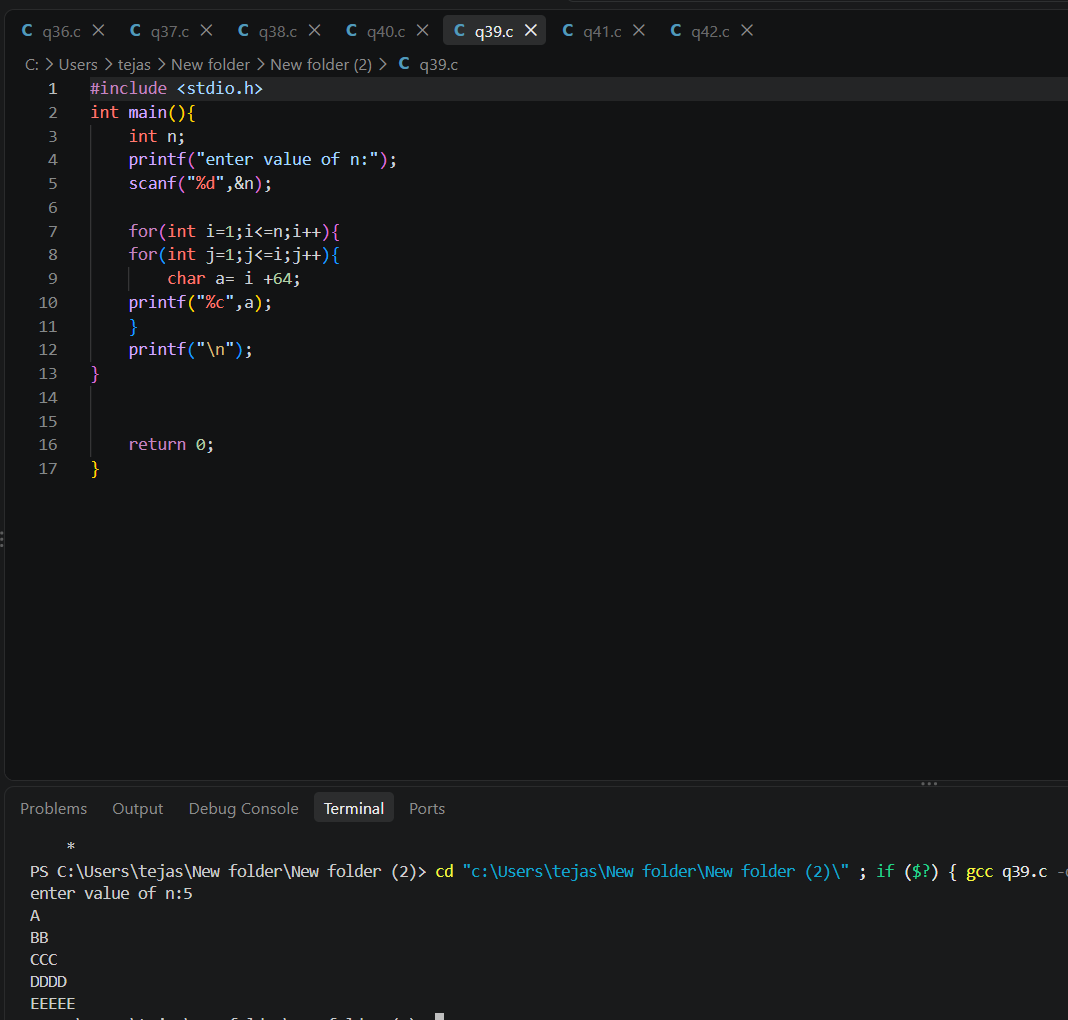 C q36.c × C q37.c × C q38.c × C q40.c × C q39.c × C q41.c × C q42.c ×
C: > Users > tejas > New folder > New folder (2) > C q39.c
1 #include <stdio.h>
2 int main(){
3 int n;
4 printf("enter value of n:");
5 scanf("%d",&n);
6
7 for(int i=1;i<=n;i++){
8 for(int j=1;j<=i;j++){
9 char a= i +64;
10 printf("%c",a);
11 }
12 printf("\n");
13 }
14
15
16 return 0;
17 }
Problems Output Debug Console Terminal Ports
*
PS C:\Users\tejas\New folder\New folder (2)> cd "c:\Users\tejas\New folder\New folder (2)\" ; if ($?) { gcc q39.c
enter value of n:5
A
BB
CCC
DDDD
EEEEE